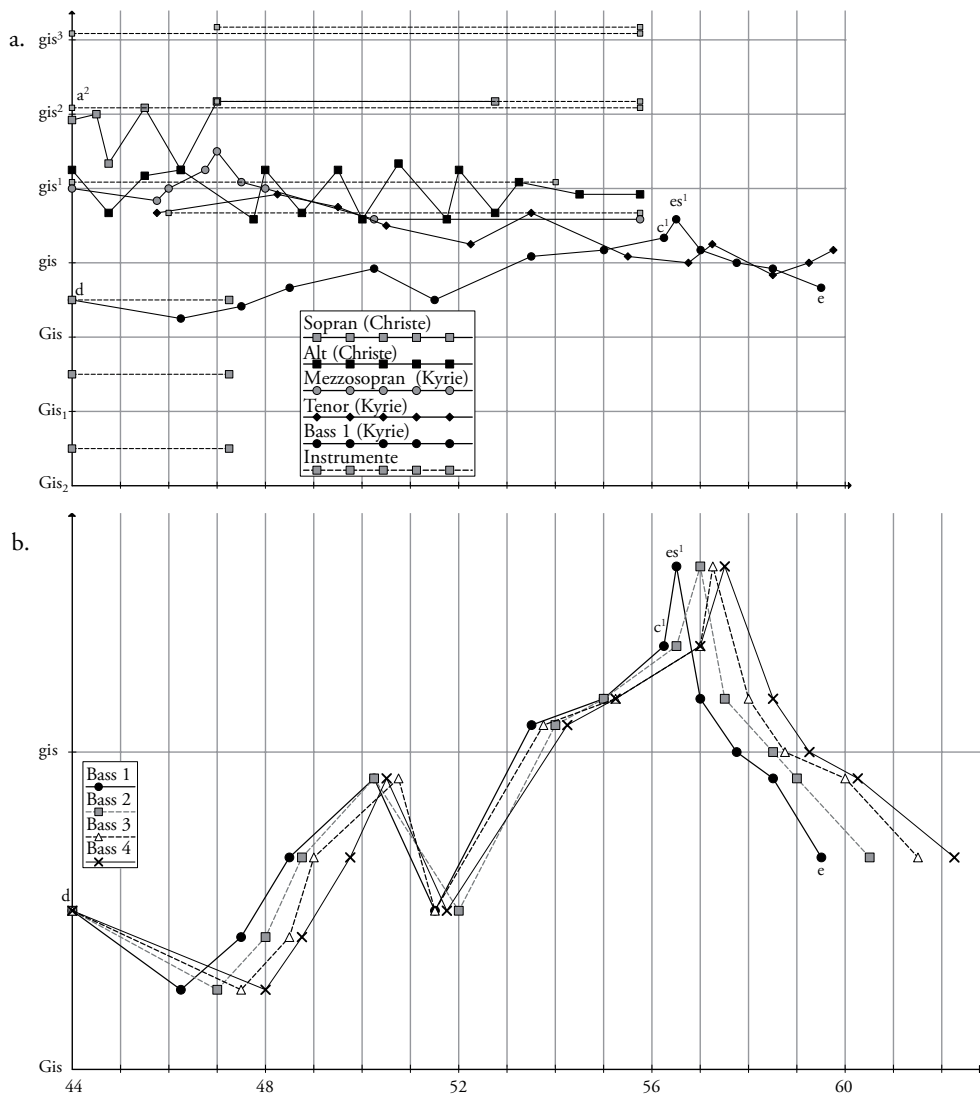 a.
gis³
a²
gis²
gis¹
es¹
c¹
gis
d
e
Gis
Sopran (Christe)
Alt (Christe)
Mezzosopran (Kyrie)
Tenor (Kyrie)
Bass 1 (Kyrie)
Instrumente
Gis₁
Gis₂
b.
es¹
c¹
gis
Bass 1
Bass 2
Bass 3
Bass 4
e
d
Gis
44 48 52 56 60